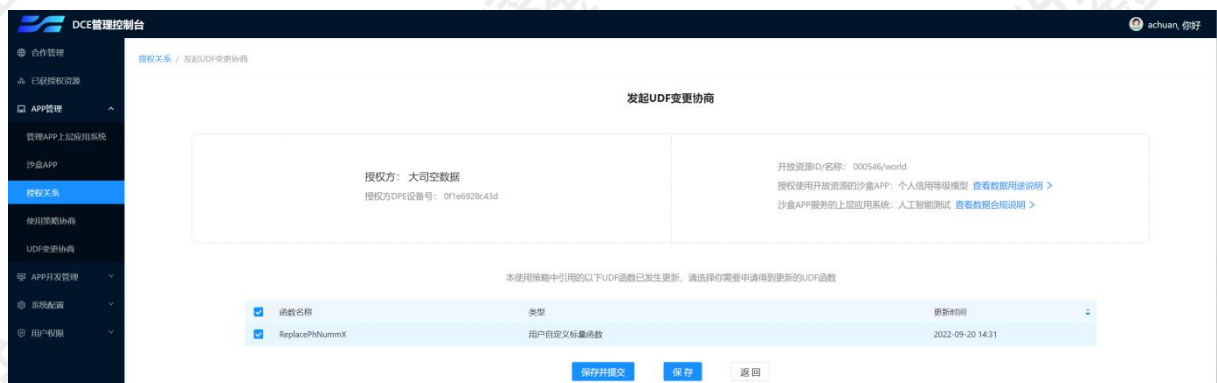 DCE管理控制台
achuan, 你好
合作管理
授权关系 / 发起UDF变更协商
已获授权资源
APP管理
发起UDF变更协商
管理APP上层应用系统
沙盒APP
授权关系
使用策略协商
UDF变更协商
APP开发管理
系统配置
用户权限
授权方： 大司空数据
授权方DPE设备号： 0f1e6928c43d
开放资源ID/名称： 000546/world
授权使用开放资源的沙盒APP： 个人信用等级模型 查看数据用途说明 >
沙盒APP服务的上层应用系统： 人工智能测试 查看数据合规说明 >
本使用策略中引用的以下UDF函数已发生更新，请选择你需要申请得到更新的UDF函数
函数名称 类型 更新时间
ReplacePhNummX 用户自定义标量函数 2022-09-20 14:31
保存并提交 保存 返回